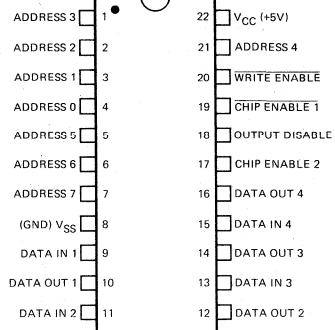 ADDRESS 3 1 22 VCC (+5V)
ADDRESS 2 2 21 ADDRESS 4
ADDRESS 1 3 20 WRITE ENABLE
ADDRESS 0 4 19 CHIP ENABLE 1
ADDRESS 5 5 18 OUTPUT DISABLE
ADDRESS 6 6 17 CHIP ENABLE 2
ADDRESS 7 7 16 DATA OUT 4
(GND) VSS 8 15 DATA IN 4
DATA IN 1 9 14 DATA OUT 3
DATA OUT 1 10 13 DATA IN 3
DATA IN 2 11 12 DATA OUT 2